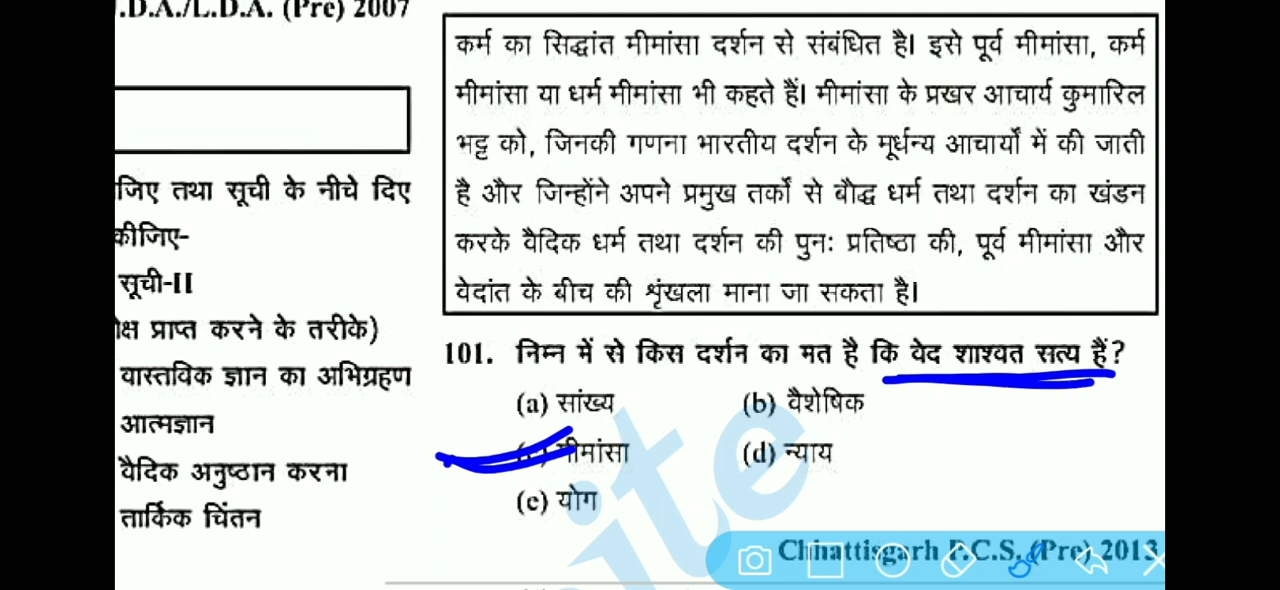 .D.A./L.D.A. (Pre) 2007
जिए तथा सूची के नीचे दिए
कीजिए-
सूची-II
प्राप्त करने के तरीके)
वास्तविक ज्ञान का अभिग्रहण
आत्मज्ञान
वैदिक अनुष्ठान करना
तार्किक चिंतन
कर्म का सिद्धांत मीमांसा दर्शन से संबंधित है। इसे पूर्व मीमांसा, कर्म
मीमांसा या धर्म मीमांसा भी कहते हैं। मीमांसा के प्रखर आचार्य कुमारिल
भट्ट को, जिनकी गणना भारतीय दर्शन के मूर्धन्य आचार्यों में की जाती
है और जिन्होंने अपने प्रमुख तर्कों से बौद्ध धर्म तथा दर्शन का खंडन
करके वैदिक धर्म तथा दर्शन की पुनः प्रतिष्ठा की, पूर्व मीमांसा और
वेदांत के बीच की शृंखला माना जा सकता है।
101. निम्न में से किस दर्शन का मत है कि वेद शाश्वत सत्य हैं?
(a) सांख्य (b) वैशेषिक
(c) मीमांसा (d) न्याय
(e) योग
Chhattisgarh P.C.S. (Pre) 2013
ite